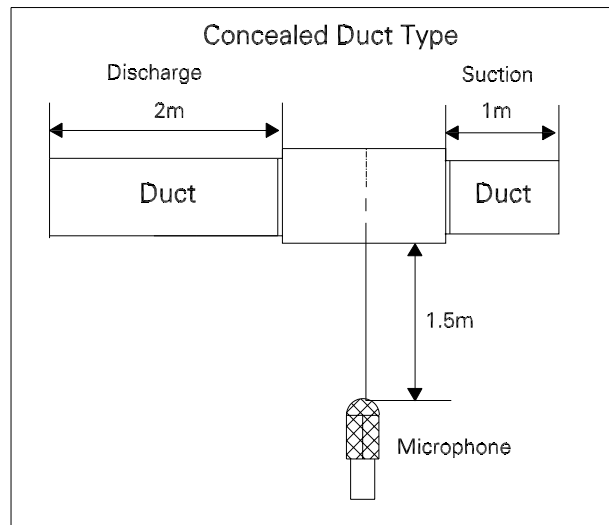 Concealed Duct Type
Discharge
Suction
2m
1m
Duct
Duct
1.5m
Microphone